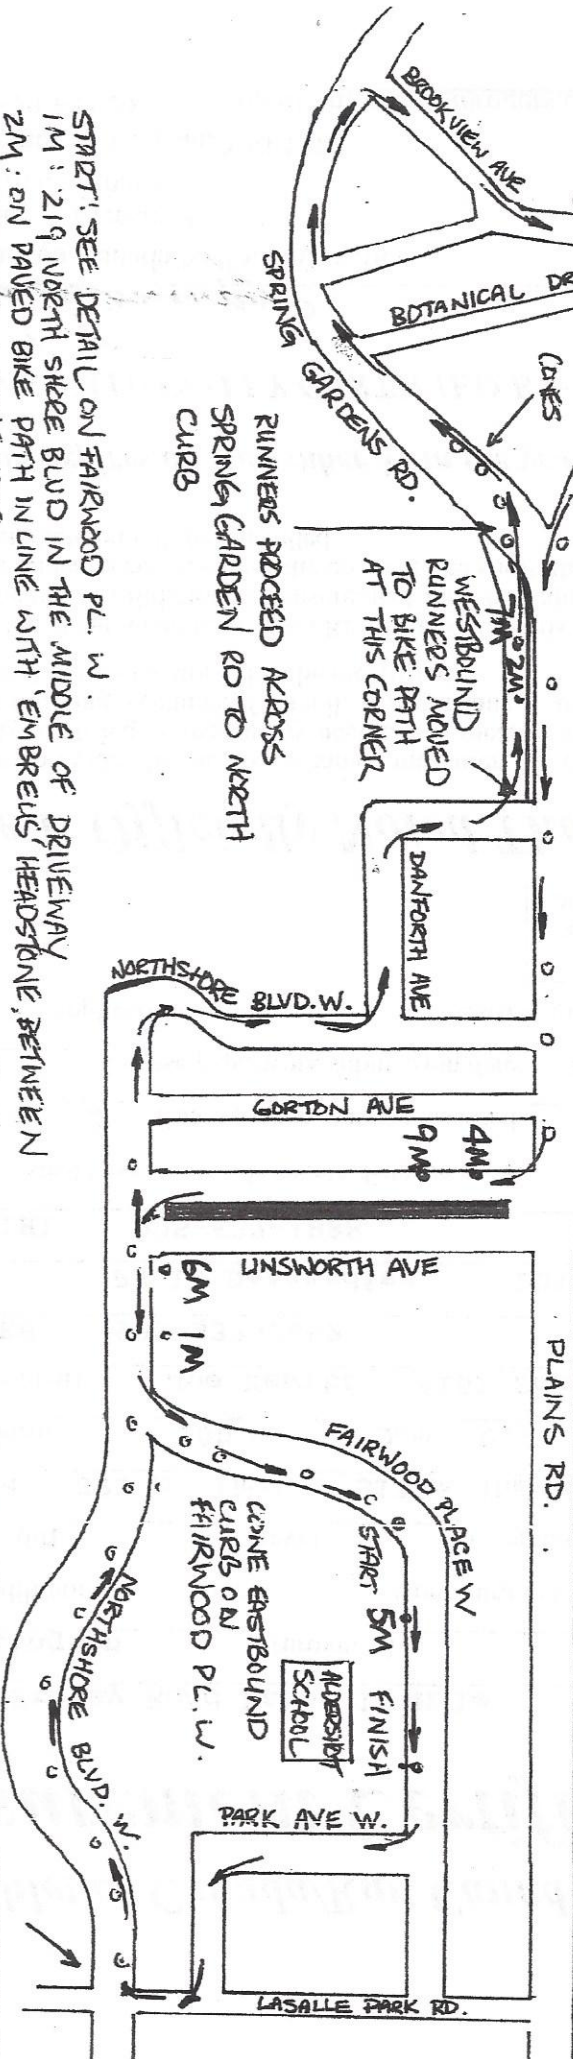 BROOKVIEW AVE
BOTANICAL DR
CONES
SPRING GARDENS RD.
RUNNERS PROCEED ACROSS
SPRING GARDEN RD TO NORTH
CURB
WESBOUND
RUNNERS MOVED
TO BIKE PATH
AT THIS CORNER
7M
2M
DANFORTH AVE
NORTHSHORE BLVD. W.
GORTON AVE
4M
9M
LINSWORTH AVE
6M 1M
PLAINS RD.
FAIRWOOD PLACE W
START 5M FINISH
CONE EASTBOUND
CURB ON
FAIRWOOD PL. W.
ALDERSHOT
SCHOOL
PARK AVE W.
NORTHSHORE BLVD. W.
LASALLE PARK RD.
START: SEE DETAIL ON FAIRWOOD PL. W.
1M: 219 NORTH SHORE BLVD IN THE MIDDLE OF DRIVEWAY
2M: ON PAVED BIKE PATH IN LINE WITH 'EMBREUS' HEADSTONE, BETWEEN